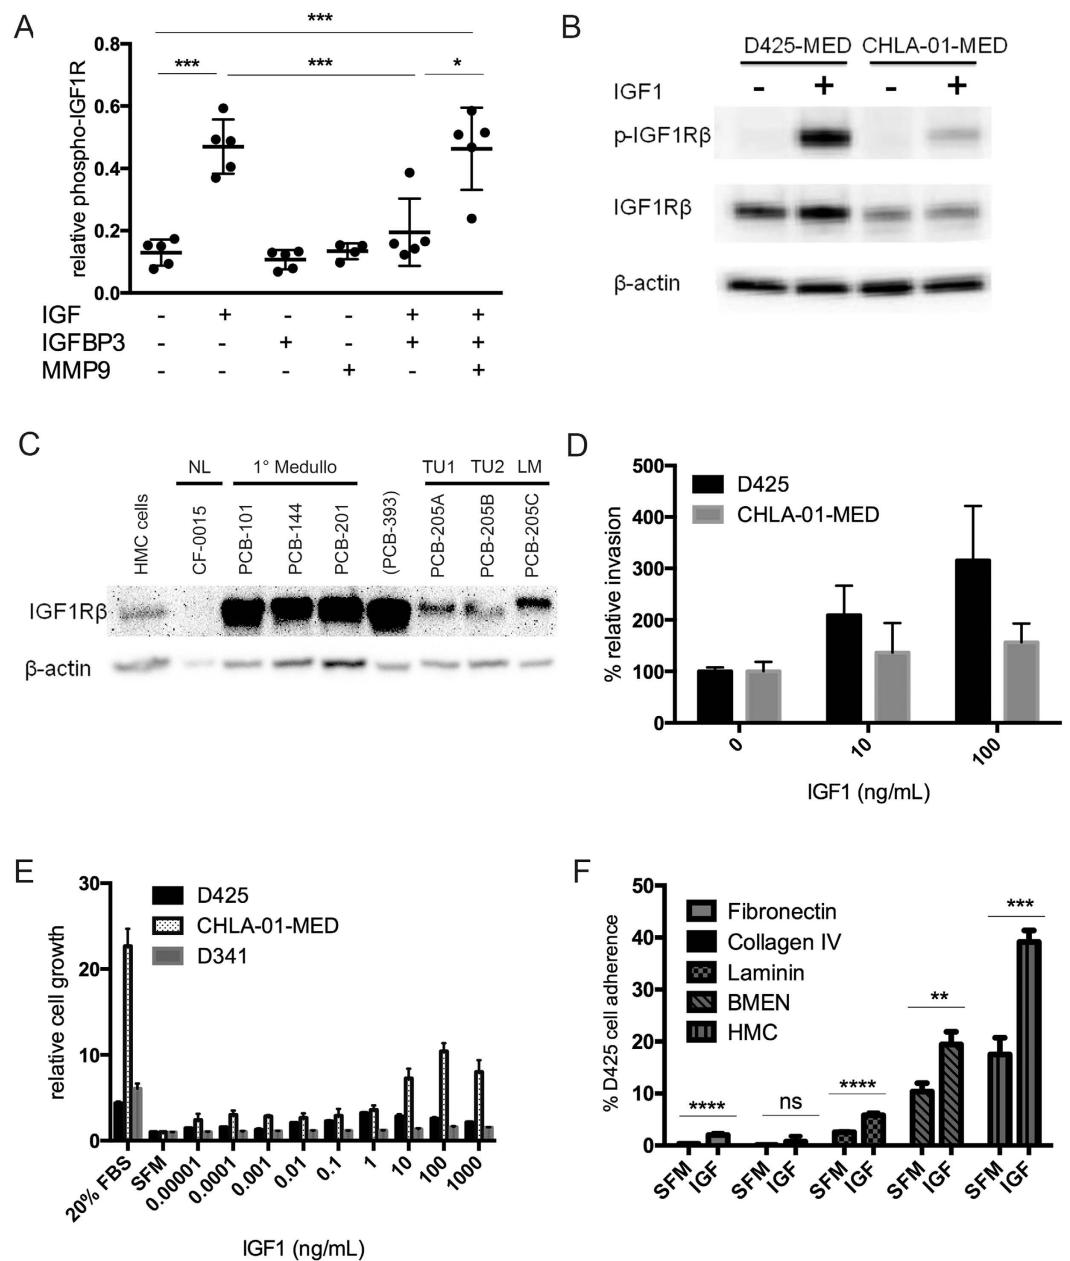 A
***
***
***
*
relative phospho-IGF1R
0.8
0.6
0.4
0.2
0.0
IGF - + - - + +
IGFBP3 - - + - + +
MMP9 - - - + - +
B
D425-MED CHLA-01-MED
IGF1 - + - +
p-IGF1Rβ
IGF1Rβ
β-actin
C
NL 1° Medullo TU1 TU2 LM
HMC cells CF-0015 PCB-101 PCB-144 PCB-201 (PCB-393) PCB-205A PCB-205B PCB-205C
IGF1Rβ
β-actin
D
% relative invasion
500
400
300
200
100
0
D425
CHLA-01-MED
0 10 100
IGF1 (ng/mL)
E
relative cell growth
30
20
10
0
D425
CHLA-01-MED
D341
20% FBS SFM 0.00001 0.0001 0.001 0.01 0.1 1 10 100 1000
IGF1 (ng/mL)
F
% D425 cell adherence
50
40
30
20
10
0
Fibronectin
Collagen IV
Laminin
BMEN
HMC
**** ns **** ** ***
SFM IGF SFM IGF SFM IGF SFM IGF SFM IGF